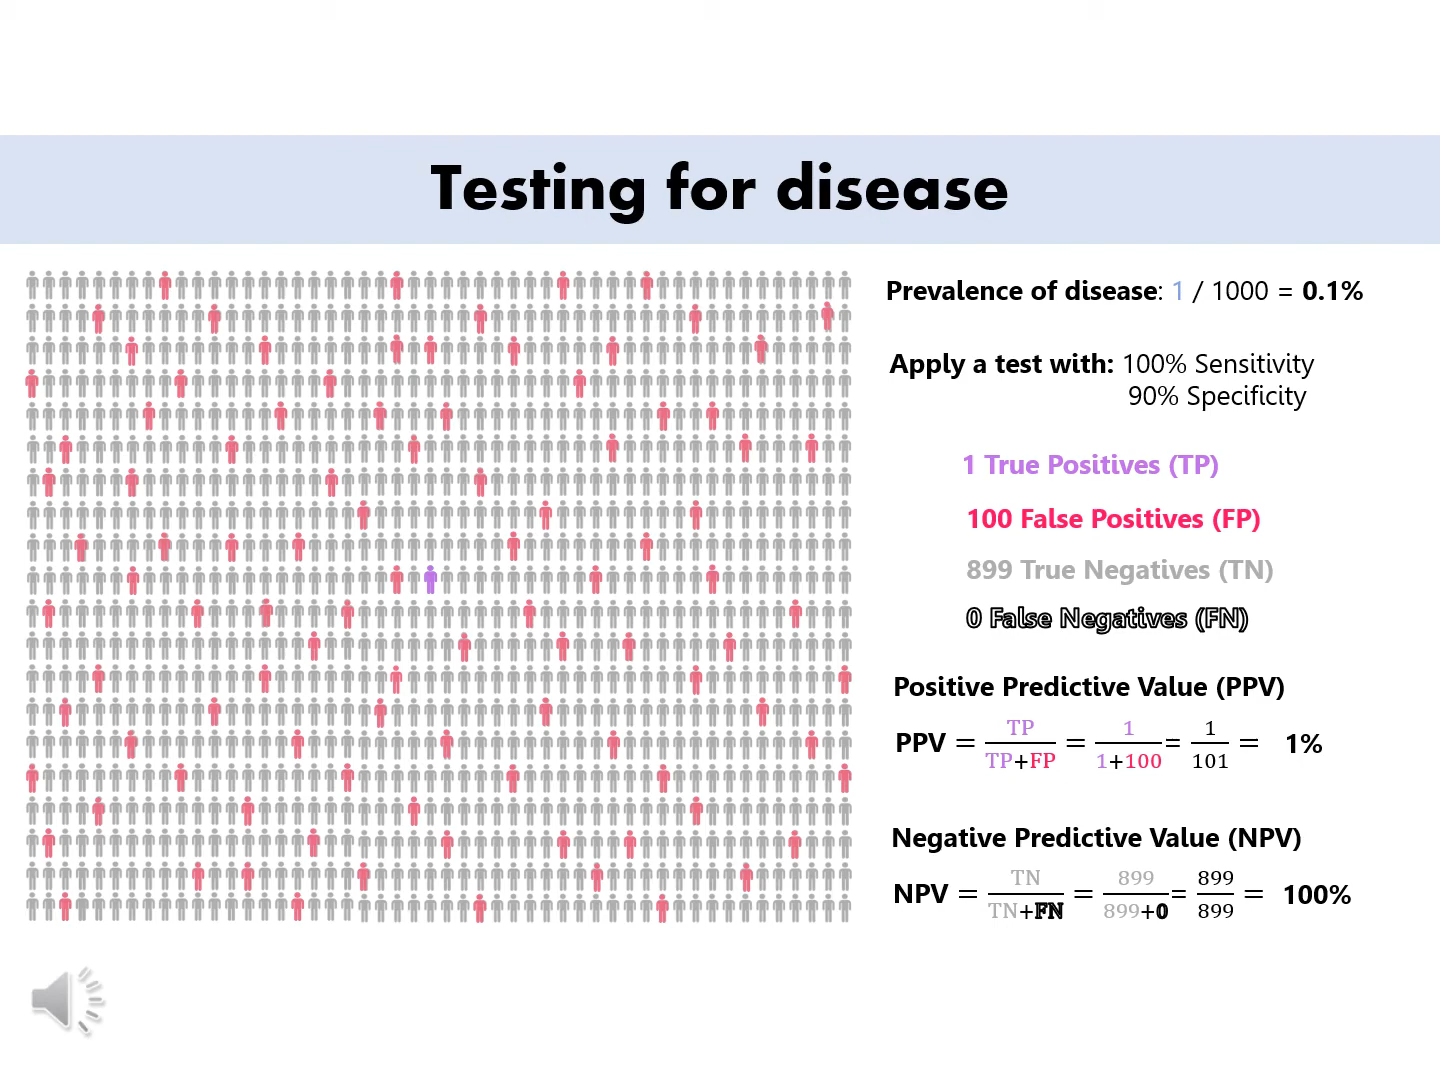 Testing for disease
Prevalence of disease: 1 / 1000 = 0.1%
Apply a test with: 100% Sensitivity
90% Specificity
1 True Positives (TP)
100 False Positives (FP)
899 True Negatives (TN)
0 False Negatives (FN)
Positive Predictive Value (PPV)
PPV = TP / TP+FP = 1 / 1+100 = 1 / 101 = 1%
Negative Predictive Value (NPV)
NPV = TN / TN+FN = 899 / 899+0 = 899 / 899 = 100%